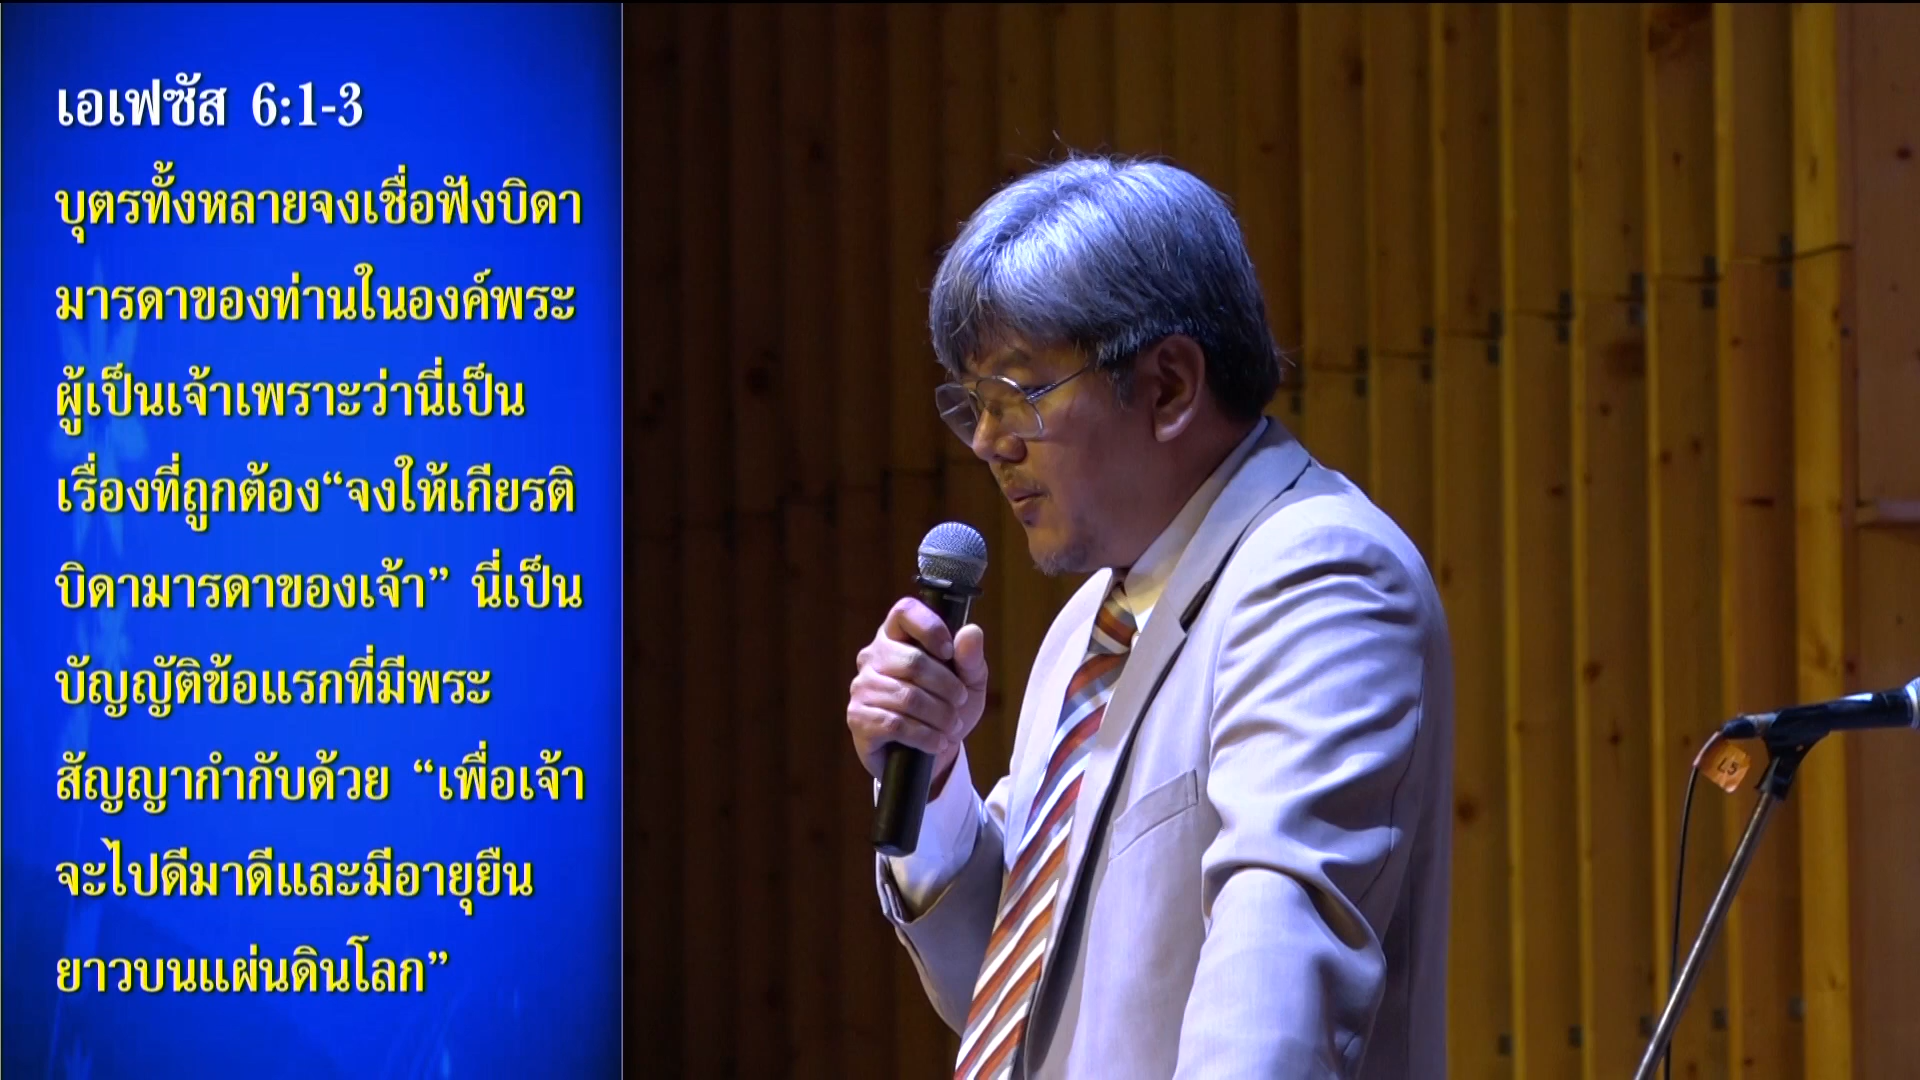 เอเฟซัส 6:1-3
บุตรทั้งหลายจงเชื่อฟังบิดา
มารดาของท่านในองค์พระ
ผู้เป็นเจ้าเพราะว่านี่เป็น
เรื่องที่ถูกต้อง“จงให้เกียรติ
บิดามารดาของเจ้า” นี่เป็น
บัญญัติข้อแรกที่มีพระ
สัญญากำกับด้วย “เพื่อเจ้า
จะไปดีมาดีและมีอายุยืน
ยาวบนแผ่นดินโลก”
L5